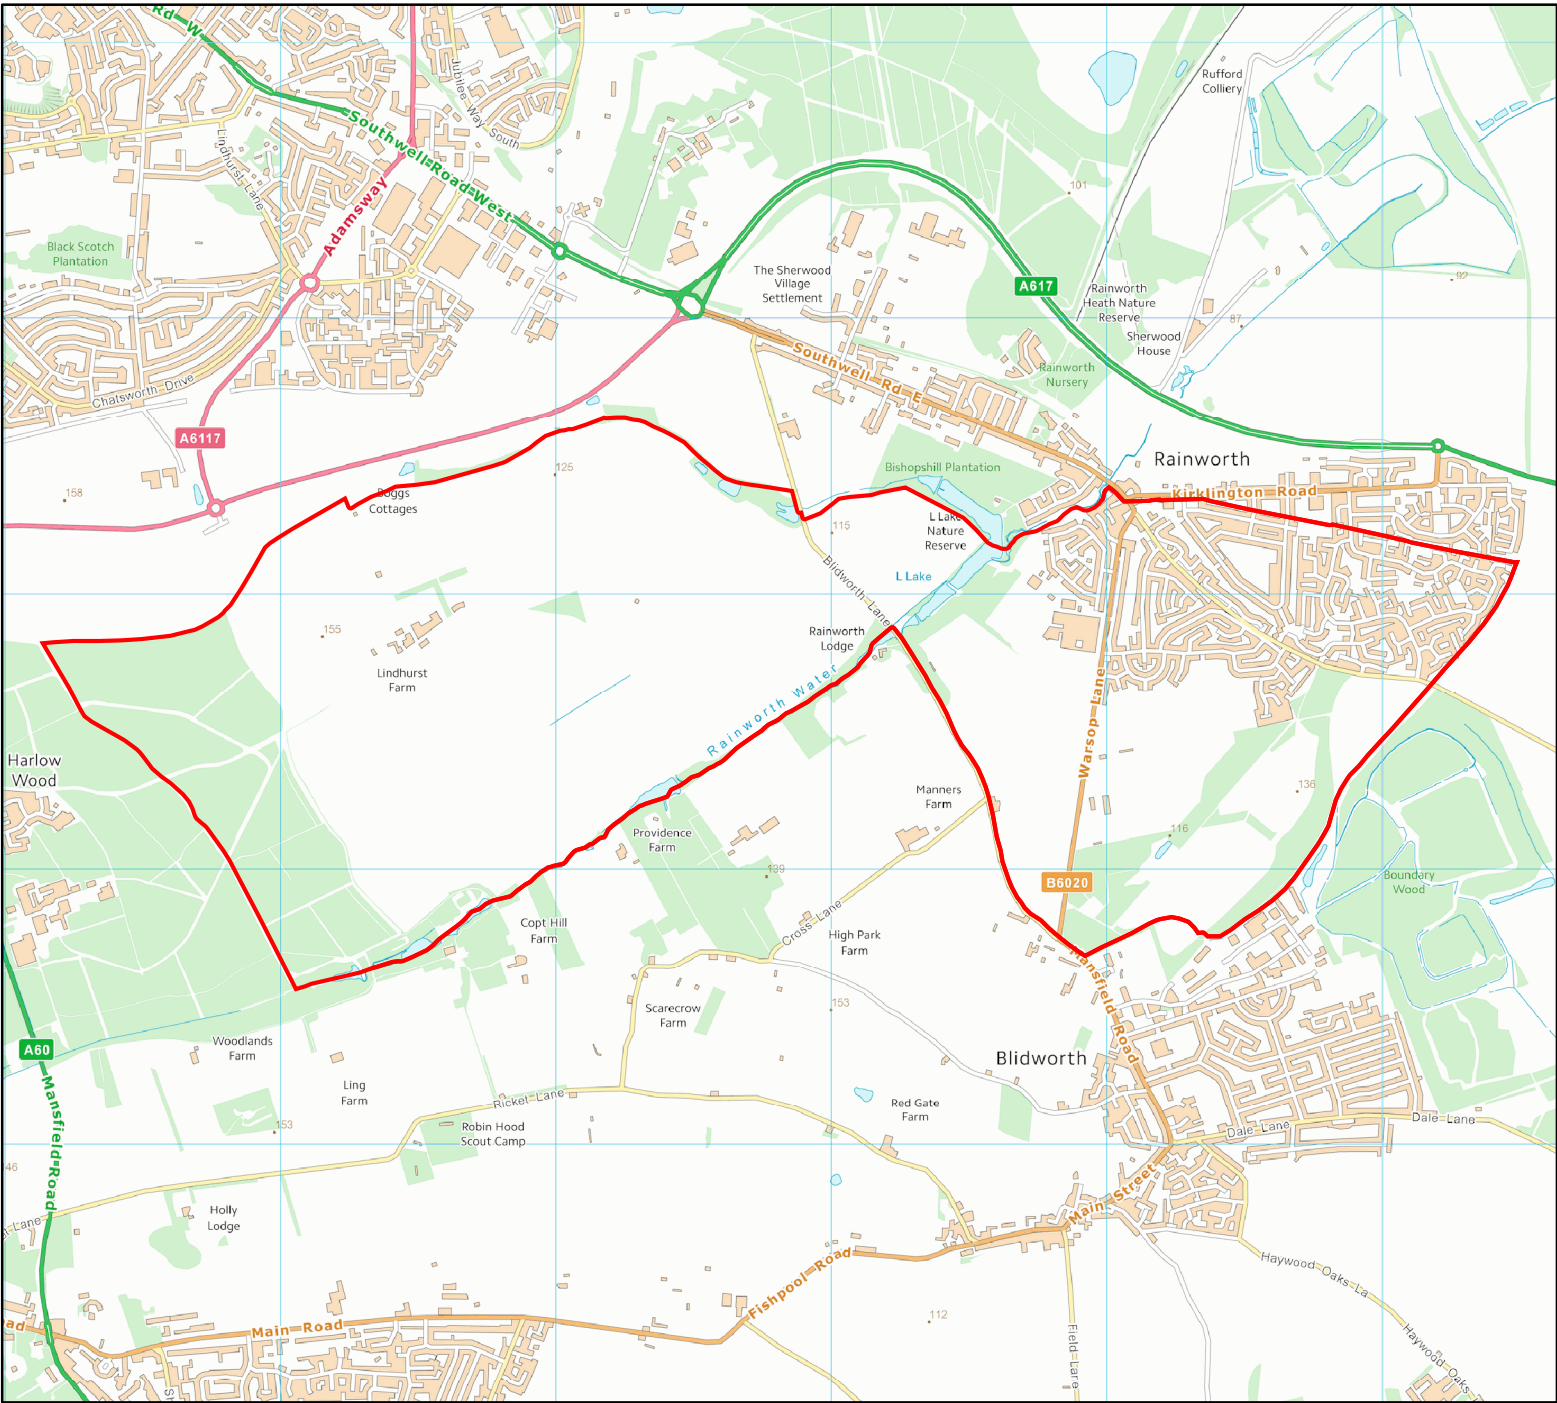 Rd W
Southwell Road West
Jubilee Way South
Lindhurst Lane
Adamsway
Black Scotch
Plantation
Rufford
Colliery
101
92
The Sherwood
Village
Settlement
A617
Rainworth
Heath Nature
Reserve
87
Sherwood
House
Southwell Rd E
Rainworth
Nursery
Chatsworth Drive
A6117
158
Boggs
Cottages
125
Bishopshill Plantation
Rainworth
Kirklington Road
L Lake
Nature
Reserve
115
Blidworth Lane
L Lake
155
Lindhurst
Farm
Rainworth
Lodge
Rainworth Water
Warsop Lane
Harlow
Wood
Manners
Farm
136
Providence
Farm
116
139
B6020
Boundary
Wood
Copt Hill
Farm
Cross Lane
High Park
Farm
Mansfield Road
153
Scarecrow
Farm
A60
Woodlands
Farm
Blidworth
Ling
Farm
Mansfield Road
Ricket Lane
Red Gate
Farm
153
Robin Hood
Scout Camp
Dale Lane
Dale Lane
46
Main Street
Holly
Lodge
et Lane
Fishpool Road
Haywood Oaks La
112
oad
Main Road
Field Lane
Haywood Oaks
Sh